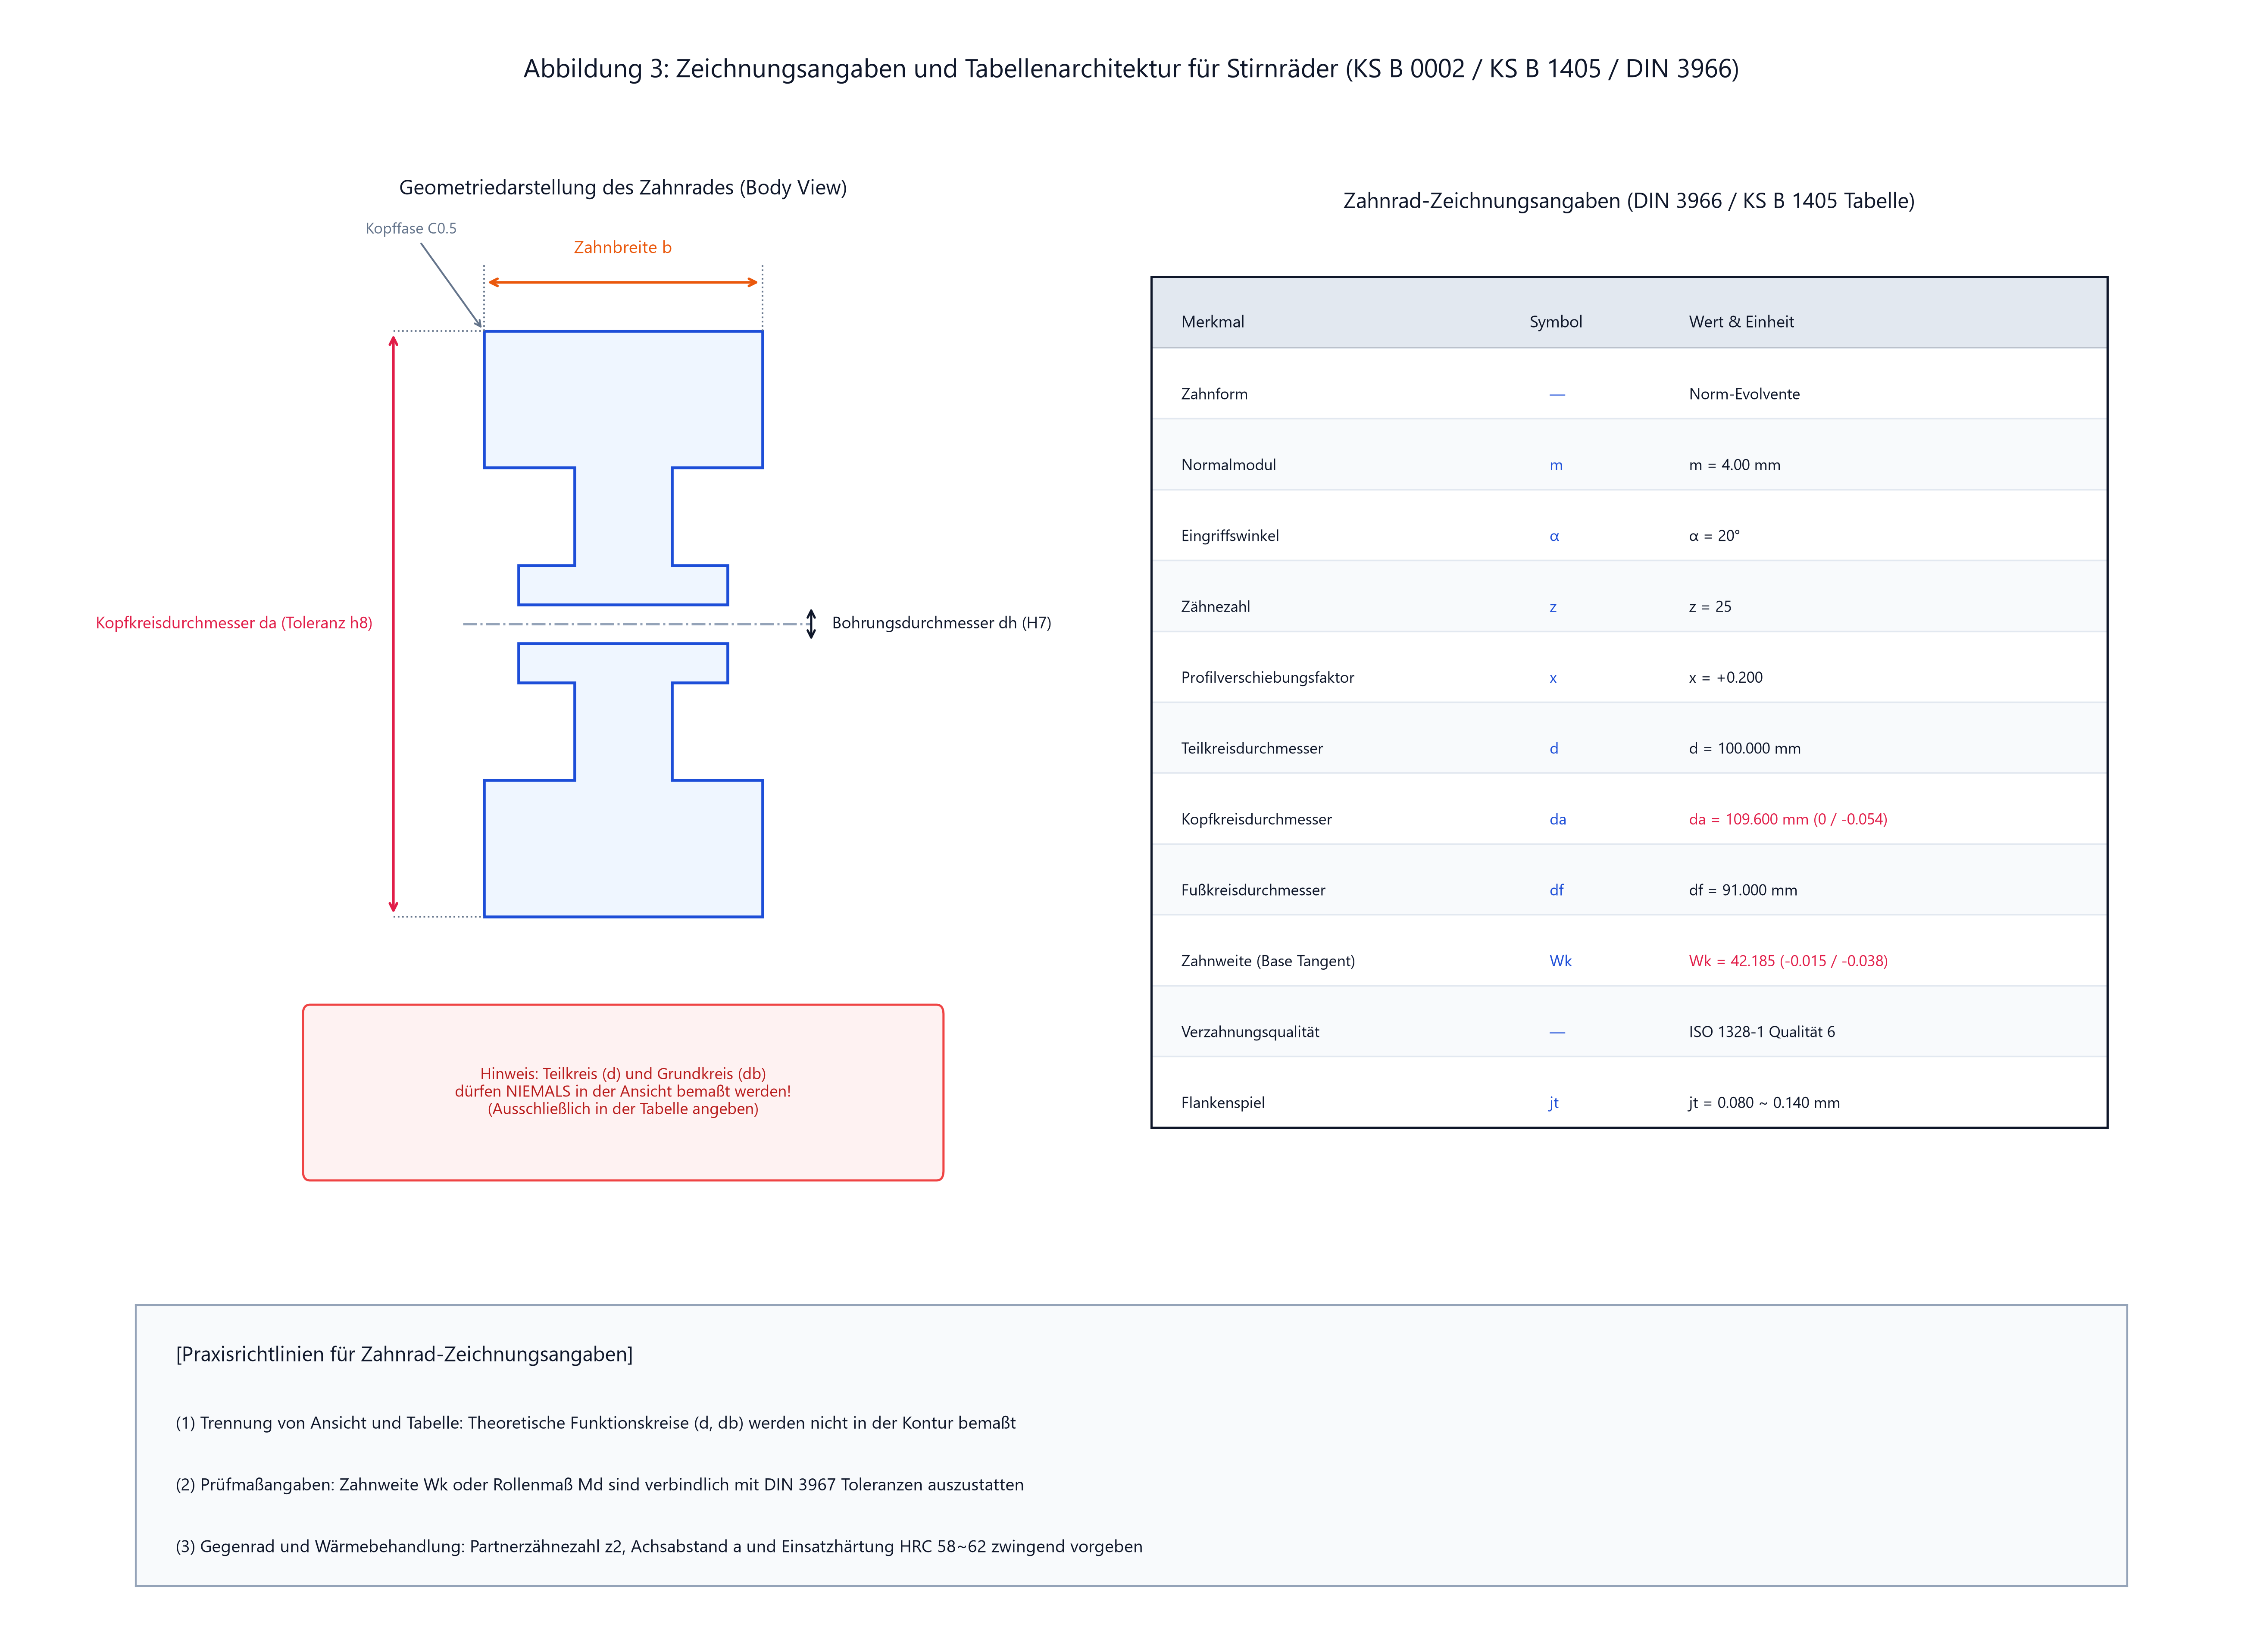 Abbildung 3: Zeichnungsangaben und Tabellenarchitektur für Stirnräder (KS B 0002 / KS B 1405 / DIN 3966)
Geometriedarstellung des Zahnrades (Body View)
Kopffase C0.5
Zahnbreite b
Kopfkreisdurchmesser da (Toleranz h8)
Bohrungsdurchmesser dh (H7)
Hinweis: Teilkreis (d) und Grundkreis (db)
dürfen NIEMALS in der Ansicht bemaßt werden!
(Ausschließlich in der Tabelle angeben)
Zahnrad-Zeichnungsangaben (DIN 3966 / KS B 1405 Tabelle)
Merkmal Symbol Wert & Einheit
Zahnform — Norm-Evolvente
Normalmodul m m = 4.00 mm
Eingriffswinkel α α = 20°
Zähnezahl z z = 25
Profilverschiebungsfaktor x x = +0.200
Teilkreisdurchmesser d d = 100.000 mm
Kopfkreisdurchmesser da da = 109.600 mm (0 / -0.054)
Fußkreisdurchmesser df df = 91.000 mm
Zahnweite (Base Tangent) Wk Wk = 42.185 (-0.015 / -0.038)
Verzahnungsqualität — ISO 1328-1 Qualität 6
Flankenspiel jt jt = 0.080 ~ 0.140 mm
[Praxisrichtlinien für Zahnrad-Zeichnungsangaben]
(1) Trennung von Ansicht und Tabelle: Theoretische Funktionskreise (d, db) werden nicht in der Kontur bemaßt
(2) Prüfmaßangaben: Zahnweite Wk oder Rollenmaß Md sind verbindlich mit DIN 3967 Toleranzen auszustatten
(3) Gegenrad und Wärmebehandlung: Partnerzähnezahl z2, Achsabstand a und Einsatzhärtung HRC 58~62 zwingend vorgeben